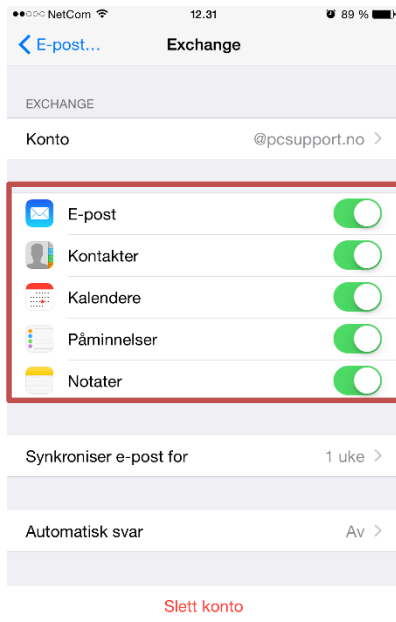 NetCom 12.31 89 %
E-post... Exchange
EXCHANGE
Konto @pcsupport.no
E-post
Kontakter
Kalendere
Påminnelser
Notater
Synkroniser e-post for 1 uke
Automatisk svar Av
Slett konto